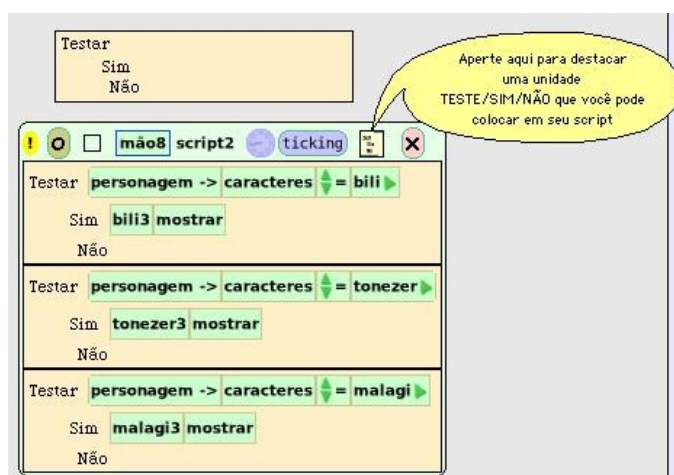 Testar
Sim
Não
Aperte aqui para destacar
uma unidade
TESTE/SIM/NÃO que você pode
colocar em seu script
! mão8 script2 ticking
Testar personagem -> caracteres = bili
Sim bili3 mostrar
Não
Testar personagem -> caracteres = tonezer
Sim tonezer3 mostrar
Não
Testar personagem -> caracteres = malagi
Sim malagi3 mostrar
Não